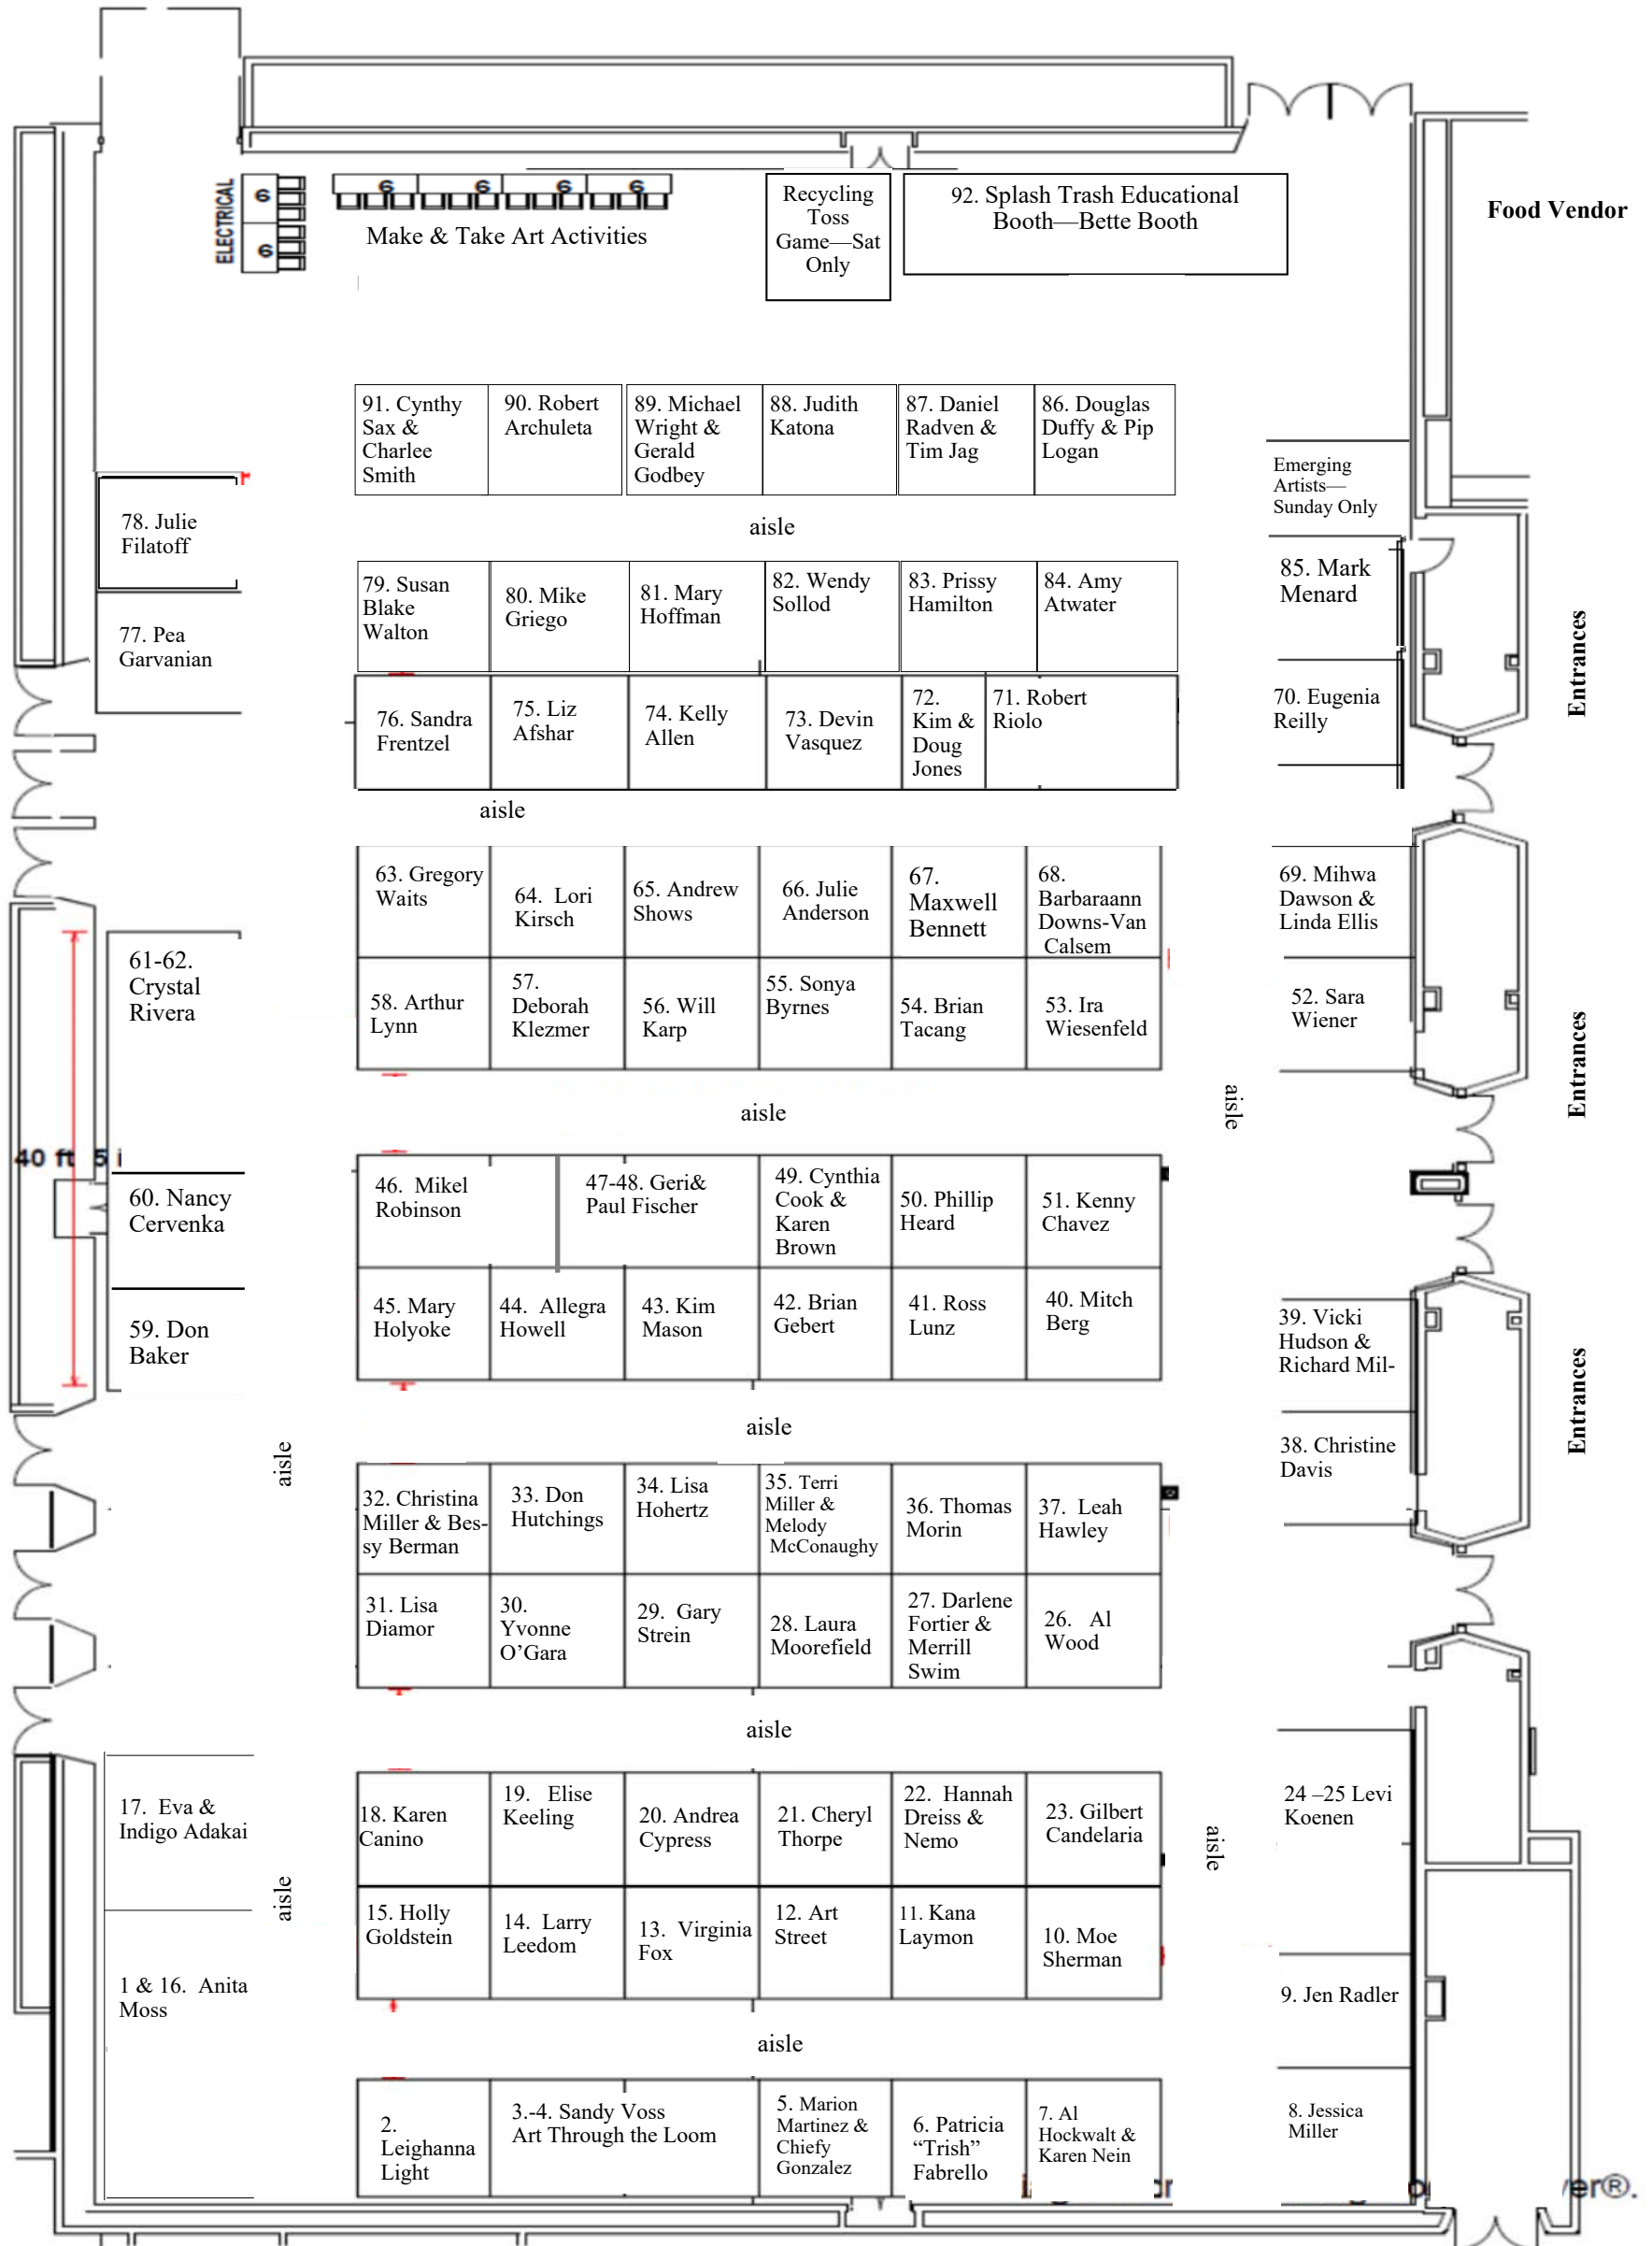 ELECTRICAL
6
6
6
6
6
6
Make & Take Art Activities
Recycling
Toss
Game—Sat
Only
92. Splash Trash Educational
Booth—Bette Booth
Food Vendor
91. Cynthy
Sax &
Charlee
Smith
90. Robert
Archuleta
89. Michael
Wright &
Gerald
Godbey
88. Judith
Katona
87. Daniel
Radven &
Tim Jag
86. Douglas
Duffy & Pip
Logan
Emerging
Artists—
Sunday Only
aisle
78. Julie
Filatoff
77. Pea
Garvanian
79. Susan
Blake
Walton
80. Mike
Griego
81. Mary
Hoffman
82. Wendy
Sollod
83. Prissy
Hamilton
84. Amy
Atwater
85. Mark
Menard
Entrances
76. Sandra
Frentzel
75. Liz
Afshar
74. Kelly
Allen
73. Devin
Vasquez
72.
Kim &
Doug
Jones
71. Robert
Riolo
70. Eugenia
Reilly
aisle
63. Gregory
Waits
64. Lori
Kirsch
65. Andrew
Shows
66. Julie
Anderson
67.
Maxwell
Bennett
68.
Barbaraann
Downs-Van
Calsem
69. Mihwa
Dawson &
Linda Ellis
61-62.
Crystal
Rivera
58. Arthur
Lynn
57.
Deborah
Klezmer
56. Will
Karp
55. Sonya
Byrnes
54. Brian
Tacang
53. Ira
Wiesenfeld
52. Sara
Wiener
Entrances
aisle
aisle
40 ft 5 i
60. Nancy
Cervenka
59. Don
Baker
46. Mikel
Robinson
47-48. Geri&
Paul Fischer
49. Cynthia
Cook &
Karen
Brown
50. Phillip
Heard
51. Kenny
Chavez
45. Mary
Holyoke
44. Allegra
Howell
43. Kim
Mason
42. Brian
Gebert
41. Ross
Lunz
40. Mitch
Berg
39. Vicki
Hudson &
Richard Mil-
Entrances
aisle
aisle
38. Christine
Davis
32. Christina
Miller & Bes-
sy Berman
33. Don
Hutchings
34. Lisa
Hohertz
35. Terri
Miller &
Melody
McConaughy
36. Thomas
Morin
37. Leah
Hawley
31. Lisa
Diamor
30.
Yvonne
O’Gara
29. Gary
Strein
28. Laura
Moorefield
27. Darlene
Fortier &
Merrill
Swim
26. Al
Wood
aisle
17. Eva &
Indigo Adakai
18. Karen
Canino
19. Elise
Keeling
20. Andrea
Cypress
21. Cheryl
Thorpe
22. Hannah
Dreiss &
Nemo
23. Gilbert
Candelaria
aisle
24 –25 Levi
Koenen
aisle
15. Holly
Goldstein
14. Larry
Leedom
13. Virginia
Fox
12. Art
Street
11. Kana
Laymon
10. Moe
Sherman
9. Jen Radler
1 & 16. Anita
Moss
aisle
2.
Leighanna
Light
3.-4. Sandy Voss
Art Through the Loom
5. Marion
Martinez &
Chiefy
Gonzalez
6. Patricia
“Trish”
Fabrello
7. Al
Hockwalt &
Karen Nein
8. Jessica
Miller